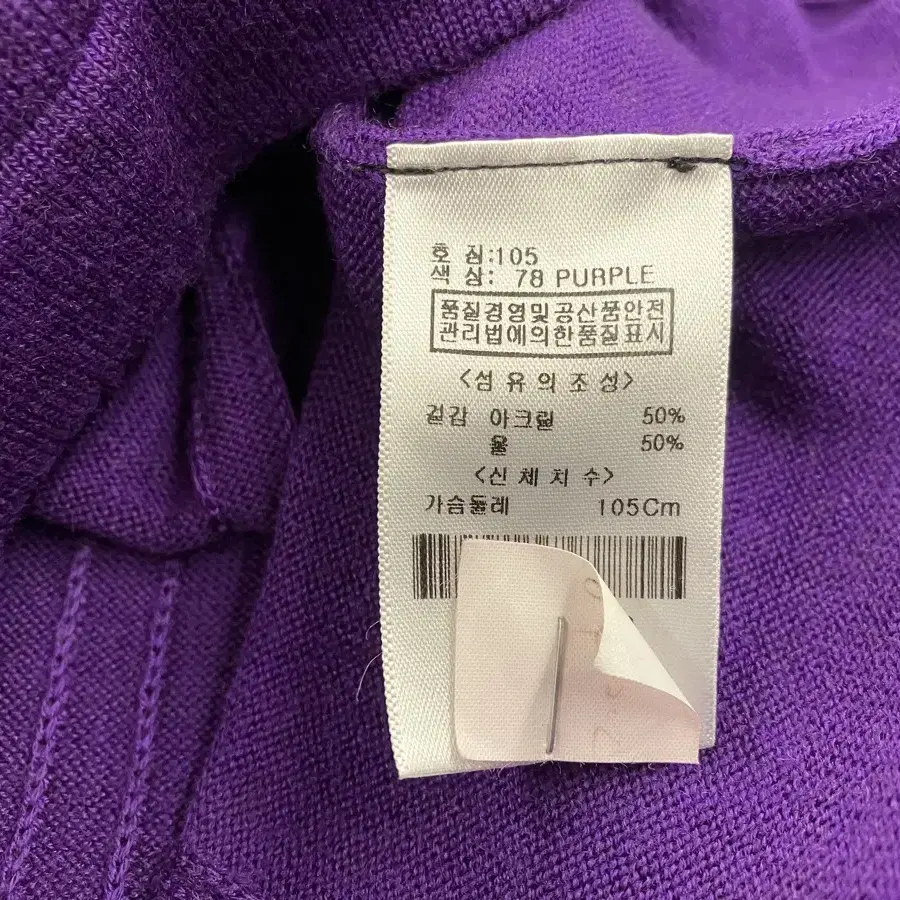 호 칭:105
색 상: 78 PURPLE
품질경영및공산품안전
관리법에의한품질표시
<섬유의조성>
겉감 아크릴 50%
울 50%
<신체치수>
가슴둘레 105Cm